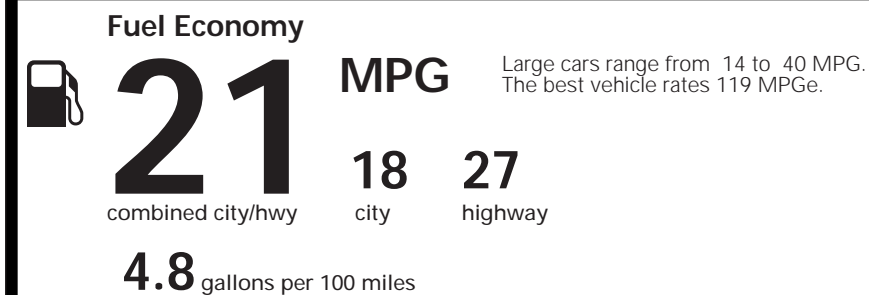 Fuel Economy
21 MPG
Large cars range from 14 to 40 MPG.
The best vehicle rates 119 MPGe.
18 27
combined city/hwy city highway
4.8 gallons per 100 miles